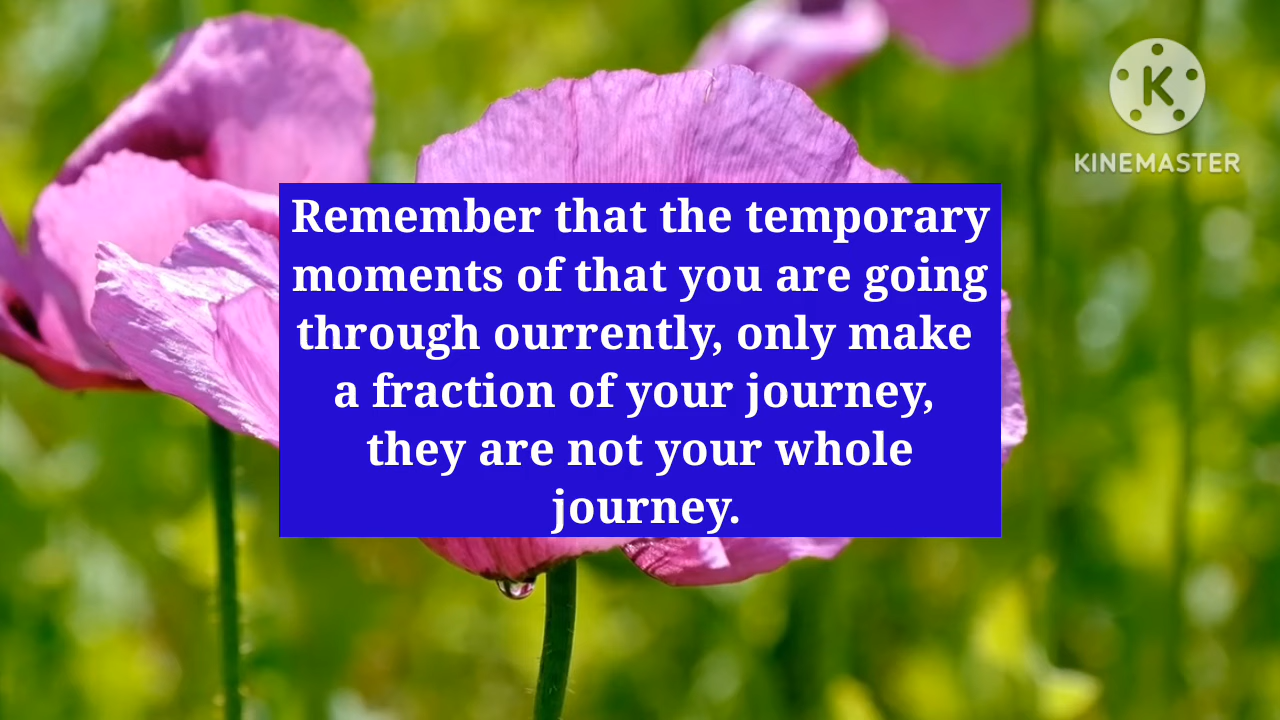 K
KINEMASTER
Remember that the temporary
moments of that you are going
through ourrently, only make
a fraction of your journey,
they are not your whole
journey.